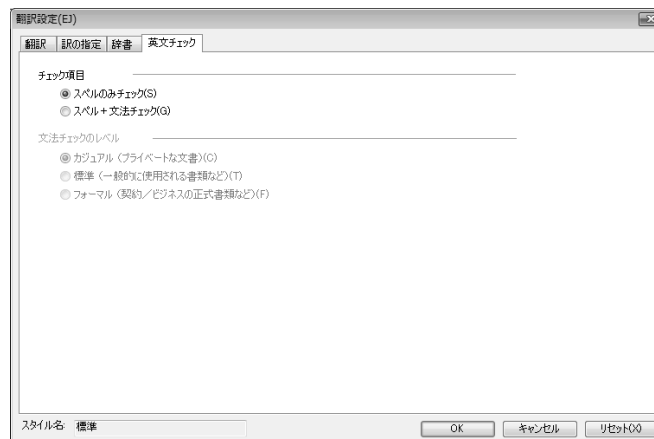 翻訳設定(EJ)
翻訳 訳の指定 辞書 英文チェック
チェック項目
スペルのみチェック(S)
スペル+文法チェック(G)
文法チェックのレベル
カジュアル (プライベートな文書)(C)
標準 (一般的に使用される書類など)(T)
フォーマル (契約/ビジネスの正式書類など)(F)
スタイル名: 標準
OK キャンセル リセット(X)